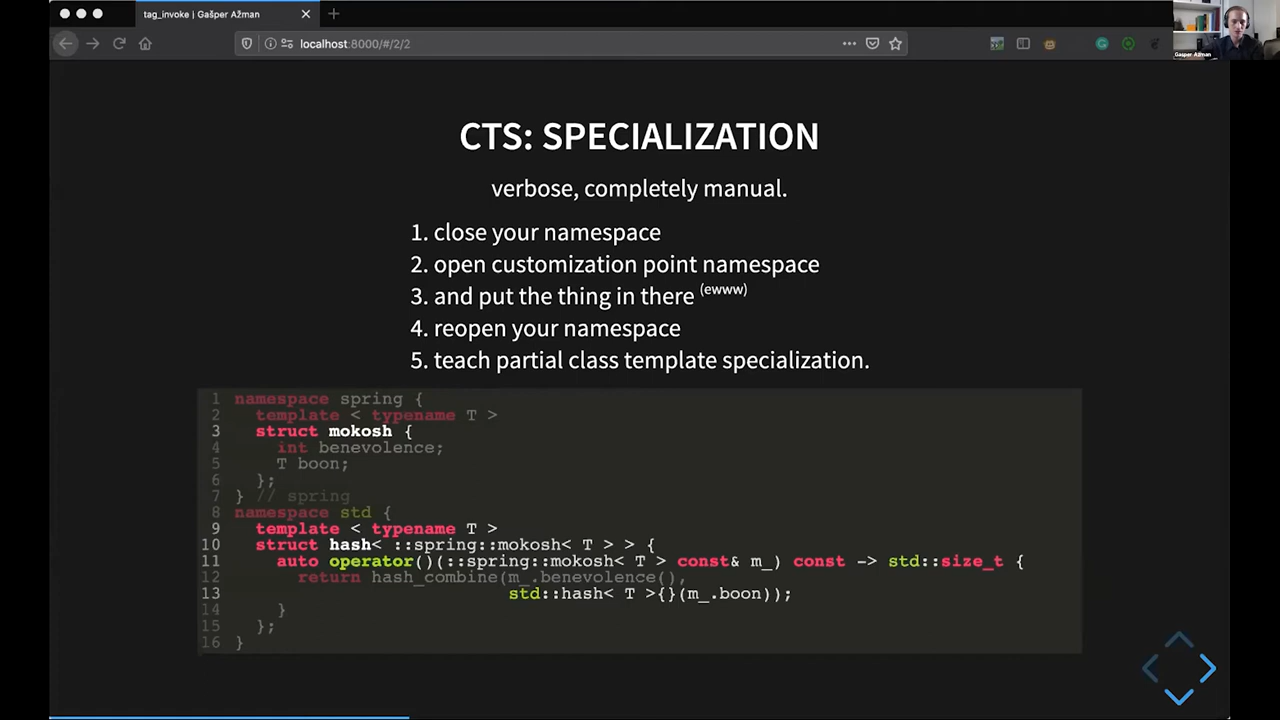 tag_invoke | Gašper Ažman
localhost:8000/#/2/2
Gašper Ažman
CTS: SPECIALIZATION
verbose, completely manual.
1. close your namespace
2. open customization point namespace
3. and put the thing in there (ewww)
4. reopen your namespace
5. teach partial class template specialization.
1 namespace spring {
2 template < typename T >
3 struct mokosh {
4 int benevolence;
5 T boon;
6 };
7 } // spring
8 namespace std {
9 template < typename T >
10 struct hash< ::spring::mokosh< T > > {
11 auto operator()(::spring::mokosh< T > const& m_) const -> std::size_t {
12 return hash_combine(m_.benevolence(),
13 std::hash< T >{}(m_.boon));
14 }
15 };
16 }